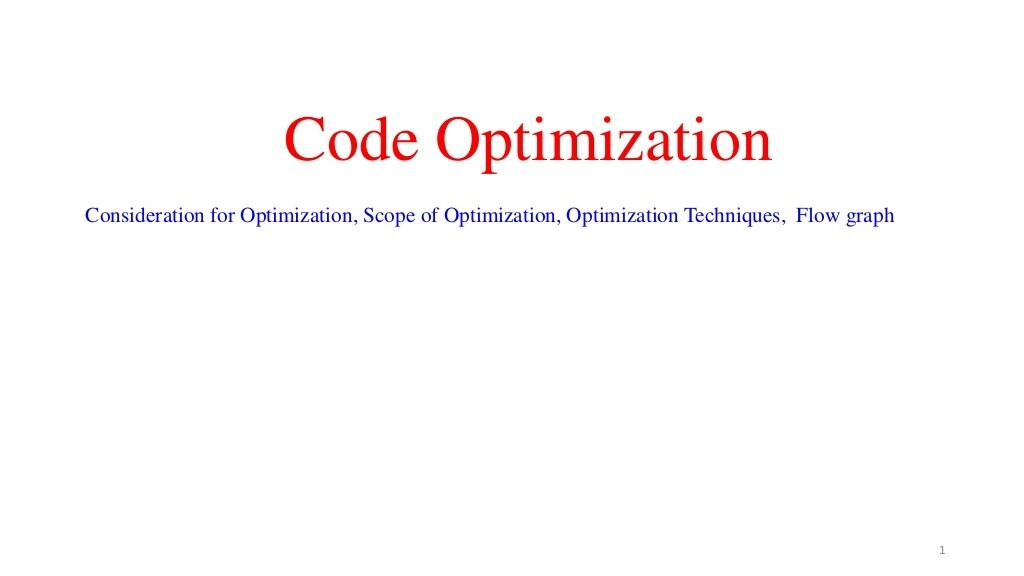 Code Optimization
Consideration for Optimization, Scope of Optimization, Optimization Techniques,  Flow graph
1